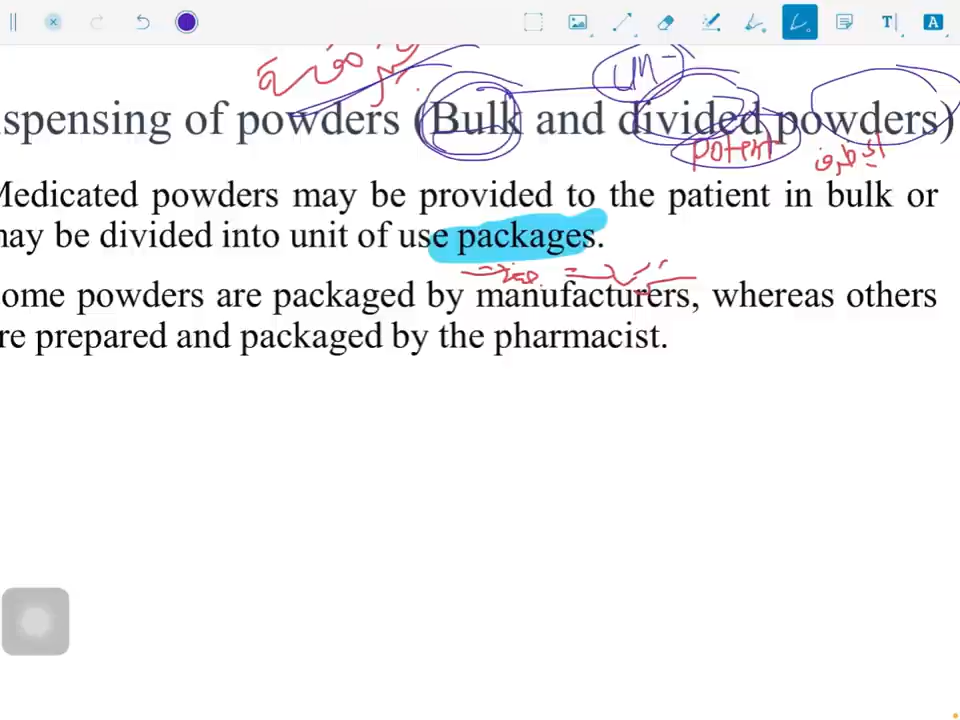 un-
spensing of powders (Bulk and divided powders)
potent
Medicated powders may be provided to the patient in bulk or
may be divided into unit of use packages.
ome powders are packaged by manufacturers, whereas others
re prepared and packaged by the pharmacist.